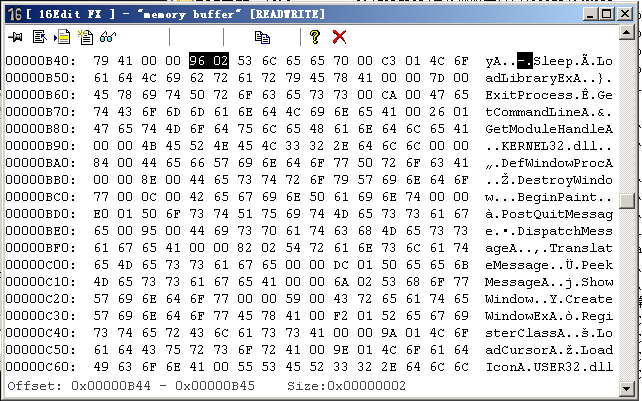 16 [ 16Edit FX ] - "memory buffer" [READWRITE]
00000B40: 79 41 00 00 96 02 53 6C 65 65 70 00 C3 01 4C 6F yA..–.Sleep.Ã.Lo
00000B50: 61 64 4C 69 62 72 61 72 79 45 78 41 00 00 7D 00 adLibraryExA..}.
00000B60: 45 78 69 74 50 72 6F 63 65 73 73 00 CA 00 47 65 ExitProcess.Ê.Ge
00000B70: 74 43 6F 6D 6D 61 6E 64 4C 69 6E 65 41 00 26 01 tCommandLineA.&.
00000B80: 47 65 74 4D 6F 64 75 6C 65 48 61 6E 64 6C 65 41 GetModuleHandleA
00000B90: 00 00 4B 45 52 4E 45 4C 33 32 2E 64 6C 6C 00 00 ..KERNEL32.dll..
00000BA0: 84 00 44 65 66 57 69 6E 64 6F 77 50 72 6F 63 41 „.DefWindowProcA
00000BB0: 00 00 8E 00 44 65 73 74 72 6F 79 57 69 6E 64 6F ..Ž.DestroyWindo
00000BC0: 77 00 0C 00 42 65 67 69 6E 50 61 69 6E 74 00 00 w...BeginPaint..
00000BD0: E0 01 50 6F 73 74 51 75 69 74 4D 65 73 73 61 67 à.PostQuitMessag
00000BE0: 65 00 95 00 44 69 73 70 61 74 63 68 4D 65 73 73 e.•.DispatchMess
00000BF0: 61 67 65 41 00 00 82 02 54 72 61 6E 73 6C 61 74 ageA..‚.Translat
00000C00: 65 4D 65 73 73 61 67 65 00 00 DC 01 50 65 65 6B eMessage..Ü.Peek
00000C10: 4D 65 73 73 61 67 65 41 00 00 6A 02 53 68 6F 77 MessageA..j.Show
00000C20: 57 69 6E 64 6F 77 00 00 59 00 43 72 65 61 74 65 Window..Y.Create
00000C30: 57 69 6E 64 6F 77 45 78 41 00 F2 01 52 65 67 69 WindowExA.ò.Regi
00000C40: 73 74 65 72 43 6C 61 73 73 41 00 00 9A 01 4C 6F sterClassA..š.Lo
00000C50: 61 64 43 75 72 73 6F 72 41 00 9E 01 4C 6F 61 64 adCursorA.ž.Load
00000C60: 49 63 6F 6E 41 00 55 53 45 52 33 32 2E 64 6C 6C IconA.USER32.dll
Offset: 0x00000B44 - 0x00000B45 Size:0x00000002